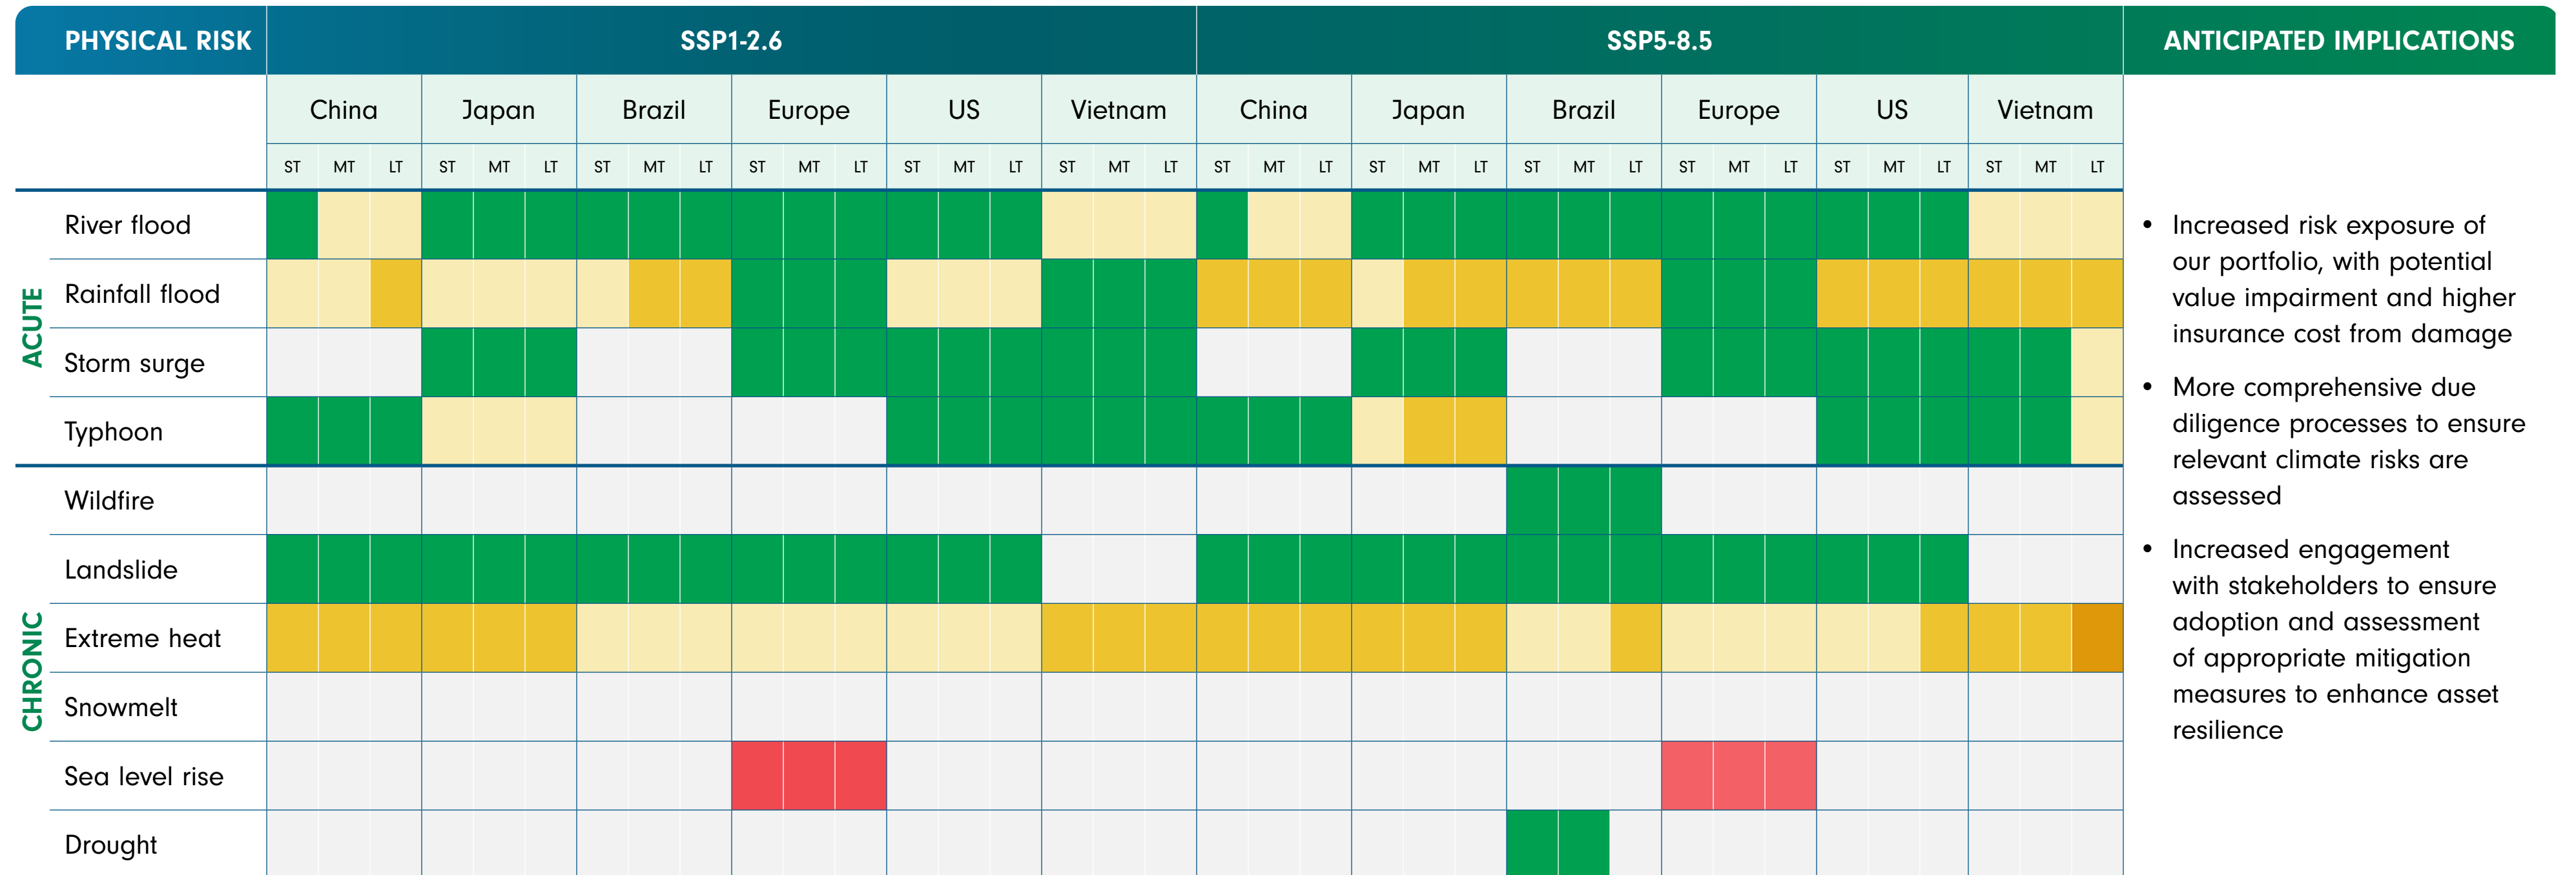 PHYSICAL RISK SSP1-2.6 SSP5-8.5 ANTICIPATED IMPLICATIONS
China Japan Brazil Europe US Vietnam China Japan Brazil Europe US Vietnam
ST MT LT ST MT LT ST MT LT ST MT LT ST MT LT ST MT LT ST MT LT ST MT LT ST MT LT ST MT LT ST MT LT ST MT LT
ACUTE
River flood
Rainfall flood
Storm surge
Typhoon
CHRONIC
Wildfire
Landslide
Extreme heat
Snowmelt
Sea level rise
Drought
• Increased risk exposure of
our portfolio, with potential
value impairment and higher
insurance cost from damage
• More comprehensive due
diligence processes to ensure
relevant climate risks are
assessed
• Increased engagement
with stakeholders to ensure
adoption and assessment
of appropriate mitigation
measures to enhance asset
resilience